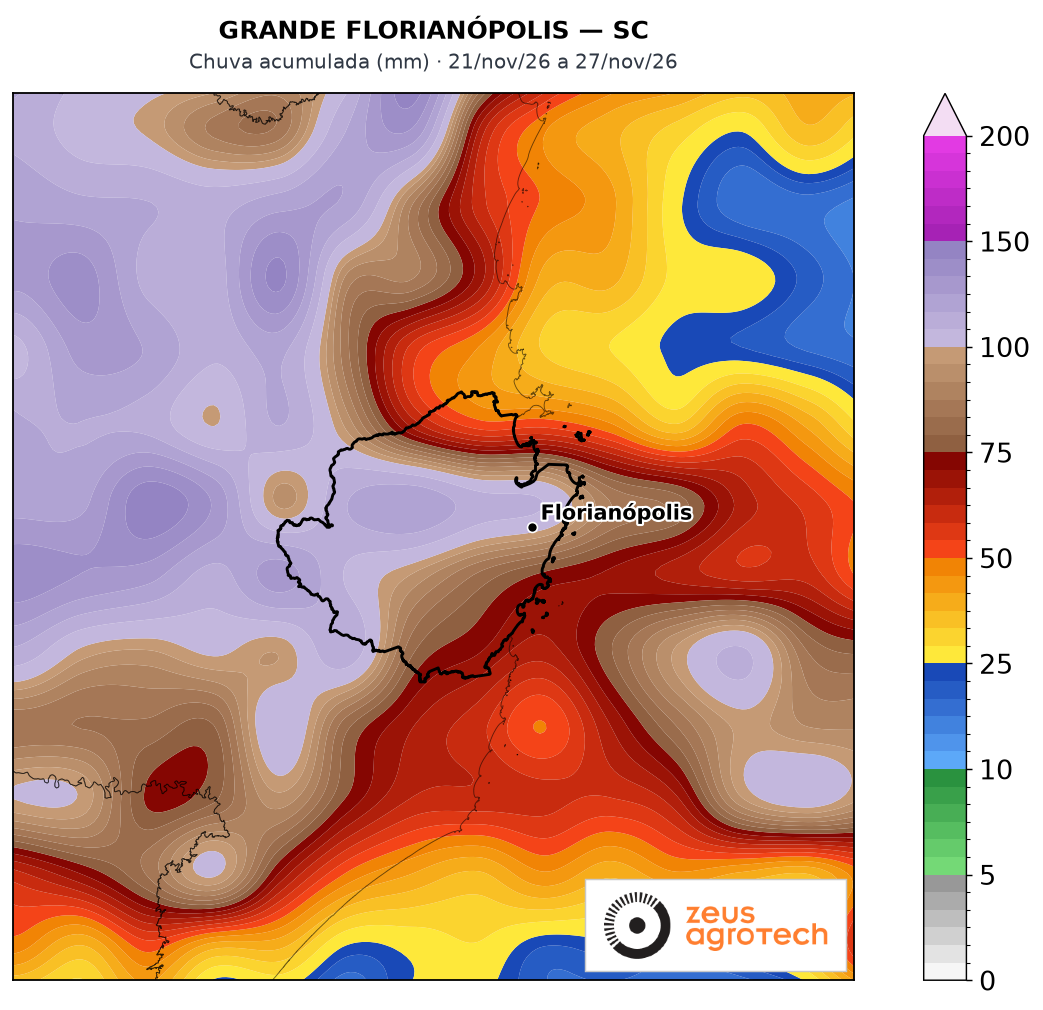 GRANDE FLORIANÓPOLIS — SC
Chuva acumulada (mm) · 21/nov/26 a 27/nov/26
200
150
100
75
50
25
10
5
0
Florianópolis
zeus
agrotech